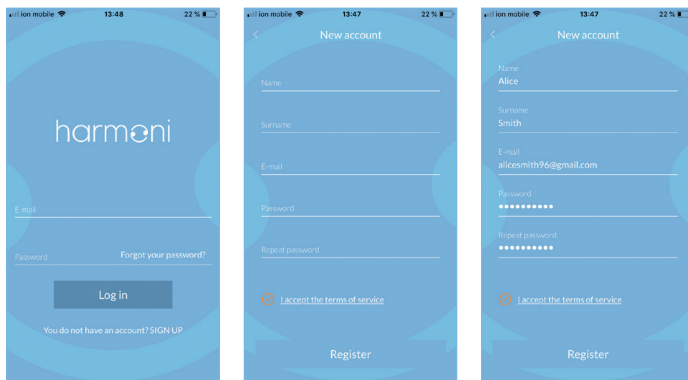 ion mobile 13:48 22 %
harmoni
E-mail
Password Forgot your password?
Log in
You do not have an account? SIGN UP
ion mobile 13:47 22 %
New account
Name
Surname
E-mail
Password
Repeat password
I accept the terms of service
Register
ion mobile 13:47 22 %
New account
Name
Alice
Surname
Smith
E-mail
alicesmith96@gmail.com
Password
••••••••••
Repeat password
••••••••••
I accept the terms of service
Register